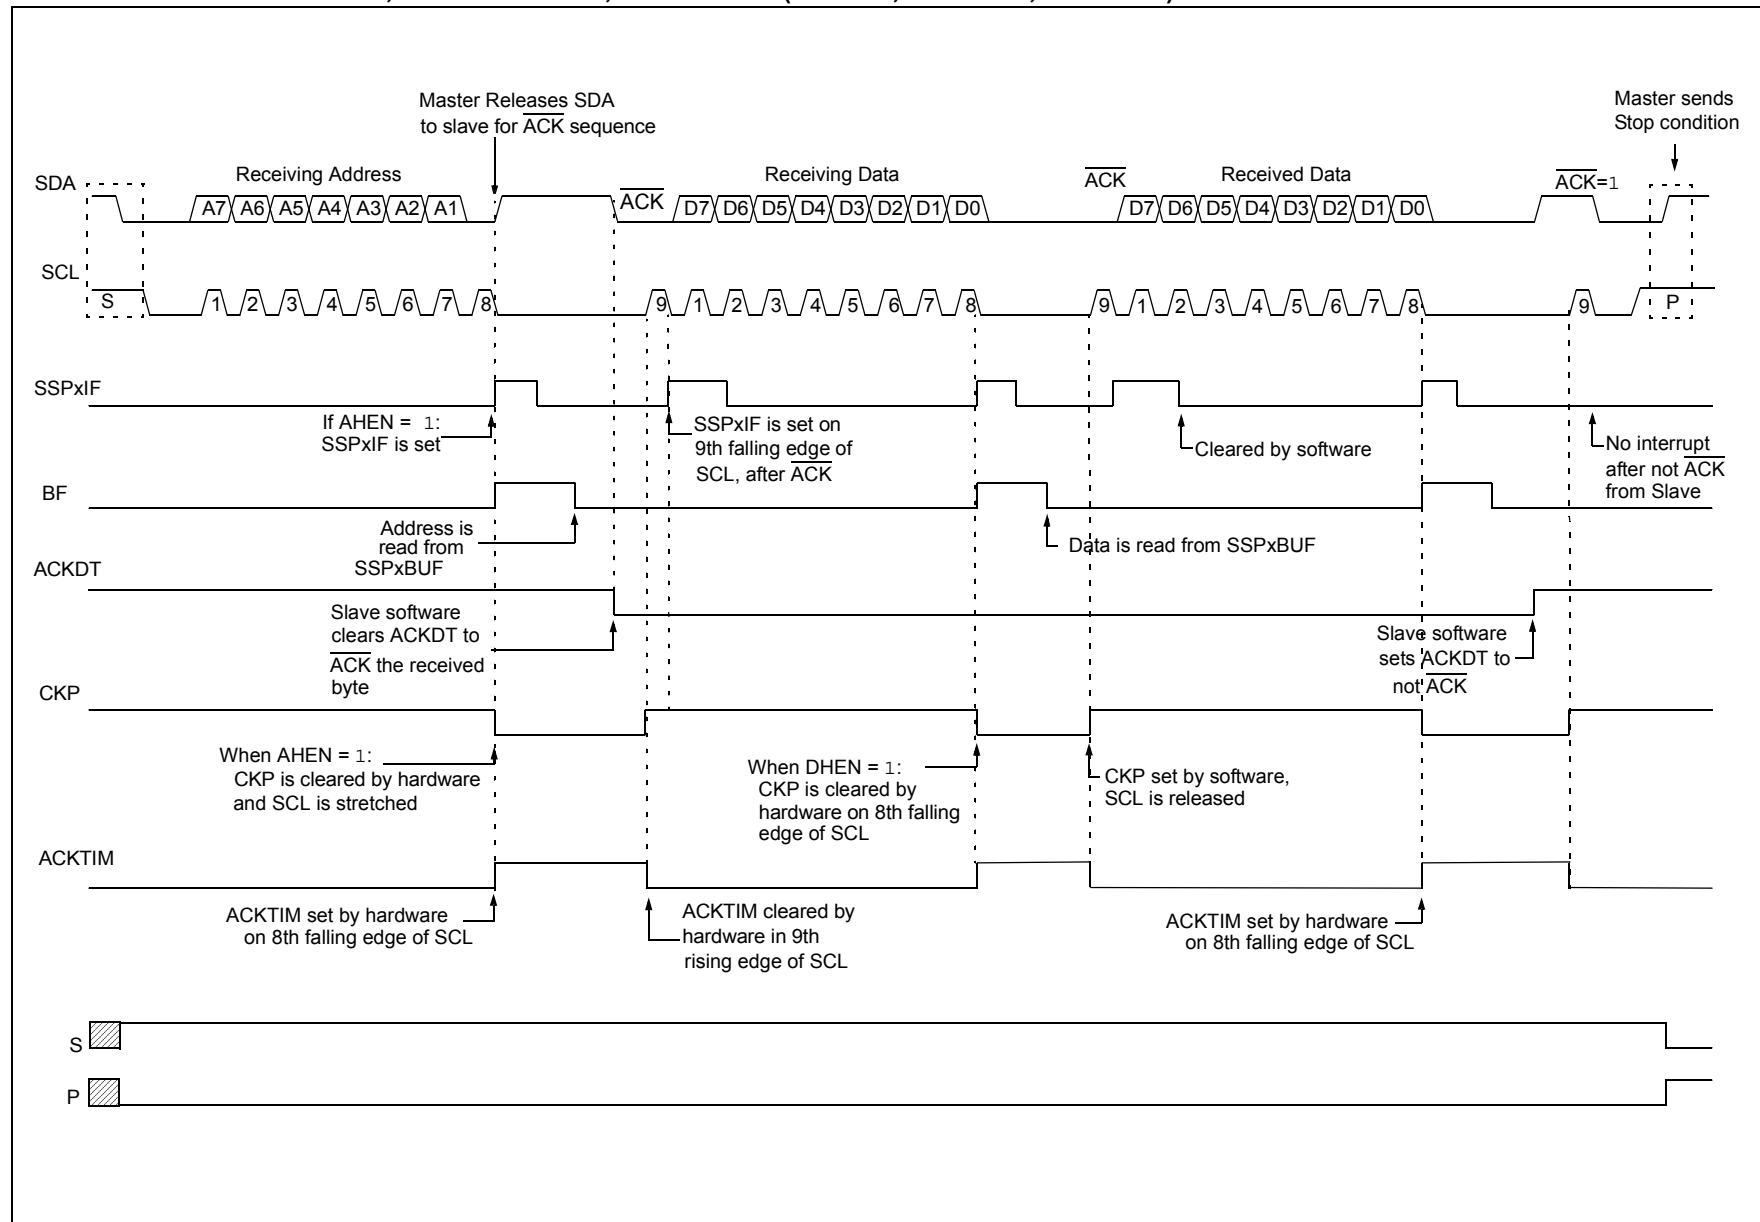 Master Releases SDA
to slave for ACK sequence
Master sends
Stop condition
SDA
Receiving Address
ACK
Receiving Data
ACK
Received Data
ACK=1
A7 A6 A5 A4 A3 A2 A1
D7 D6 D5 D4 D3 D2 D1 D0
D7 D6 D5 D4 D3 D2 D1 D0
SCL
S
1 2 3 4 5 6 7 8
9 1 2 3 4 5 6 7 8
9 1 2 3 4 5 6 7 8
9
P
SSPxIF
If AHEN = 1:
SSPxIF is set
SSPxIF is set on
9th falling edge of
SCL, after ACK
Cleared by software
No interrupt
after not ACK
from Slave
BF
Address is
read from
SSPxBUF
Data is read from SSPxBUF
ACKDT
Slave software
clears ACKDT to
ACK the received
byte
Slave software
sets ACKDT to
not ACK
CKP
When AHEN = 1:
CKP is cleared by hardware
and SCL is stretched
When DHEN = 1:
CKP is cleared by
hardware on 8th falling
edge of SCL
CKP set by software,
SCL is released
ACKTIM
ACKTIM set by hardware
on 8th falling edge of SCL
ACKTIM cleared by
hardware in 9th
rising edge of SCL
ACKTIM set by hardware
on 8th falling edge of SCL
S
P